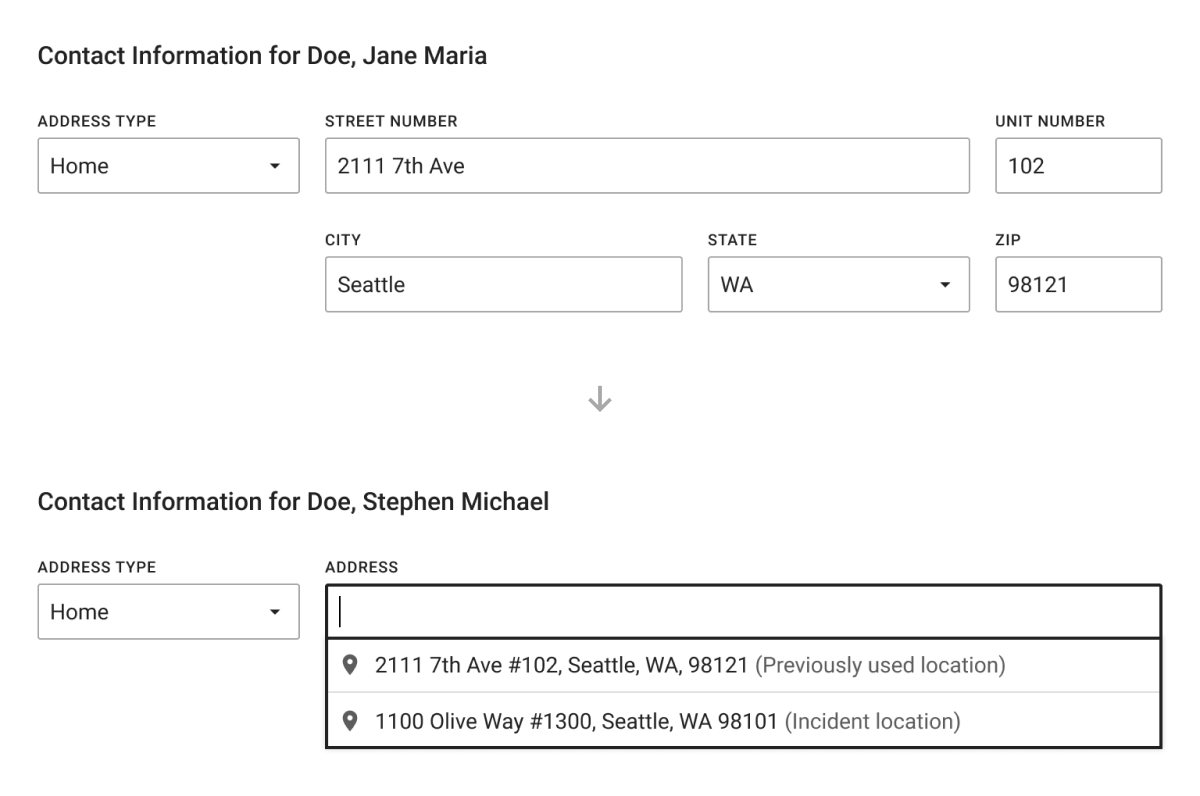 Contact Information for Doe, Jane Maria
ADDRESS TYPE STREET NUMBER UNIT NUMBER
Home 2111 7th Ave 102
CITY STATE ZIP
Seattle WA 98121
Contact Information for Doe, Stephen Michael
ADDRESS TYPE ADDRESS
Home
2111 7th Ave #102, Seattle, WA, 98121 (Previously used location)
1100 Olive Way #1300, Seattle, WA 98101 (Incident location)